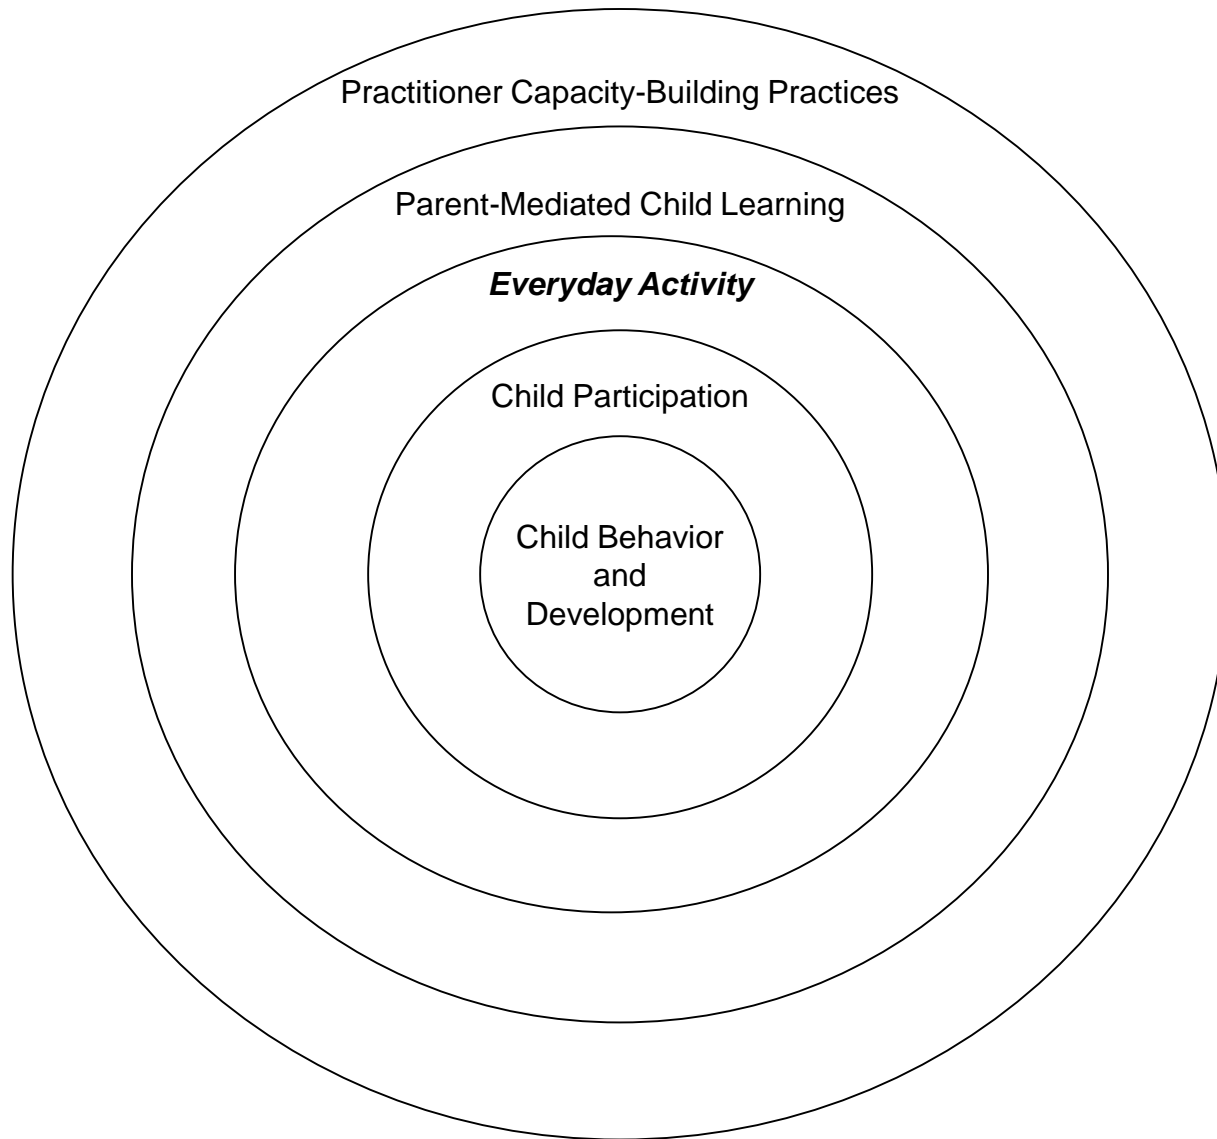 Practitioner Capacity-Building Practices
Parent-Mediated Child Learning
Everyday Activity
Child Participation
Child Behavior
and
Development